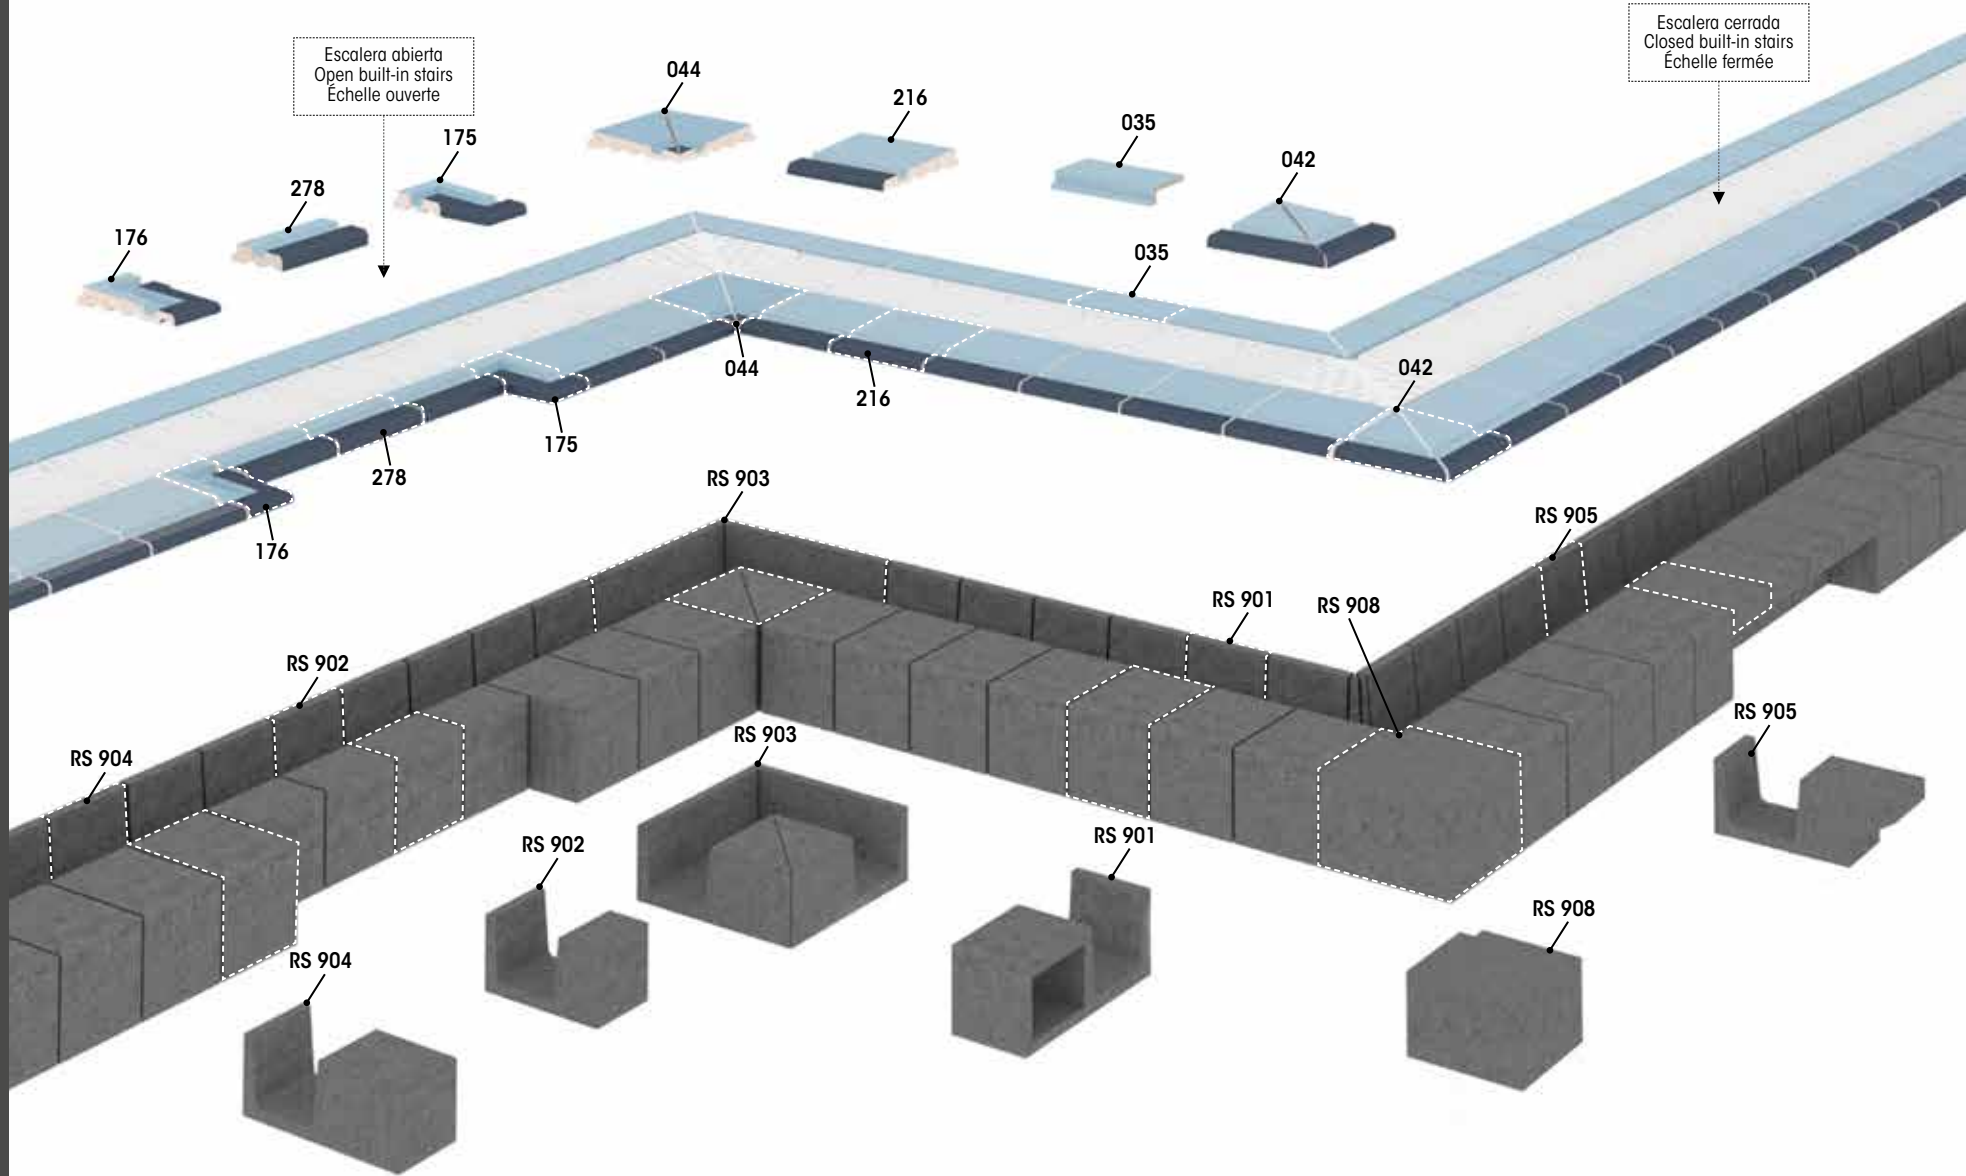 Escalera abierta
Open built-in stairs
Échelle ouverte
Escalera cerrada
Closed built-in stairs
Échelle fermée
044
216
035
042
175
278
176
035
044
216
042
175
278
176
RS 903
RS 905
RS 901
RS 908
RS 902
RS 904
RS 903
RS 905
RS 902
RS 901
RS 908
RS 904